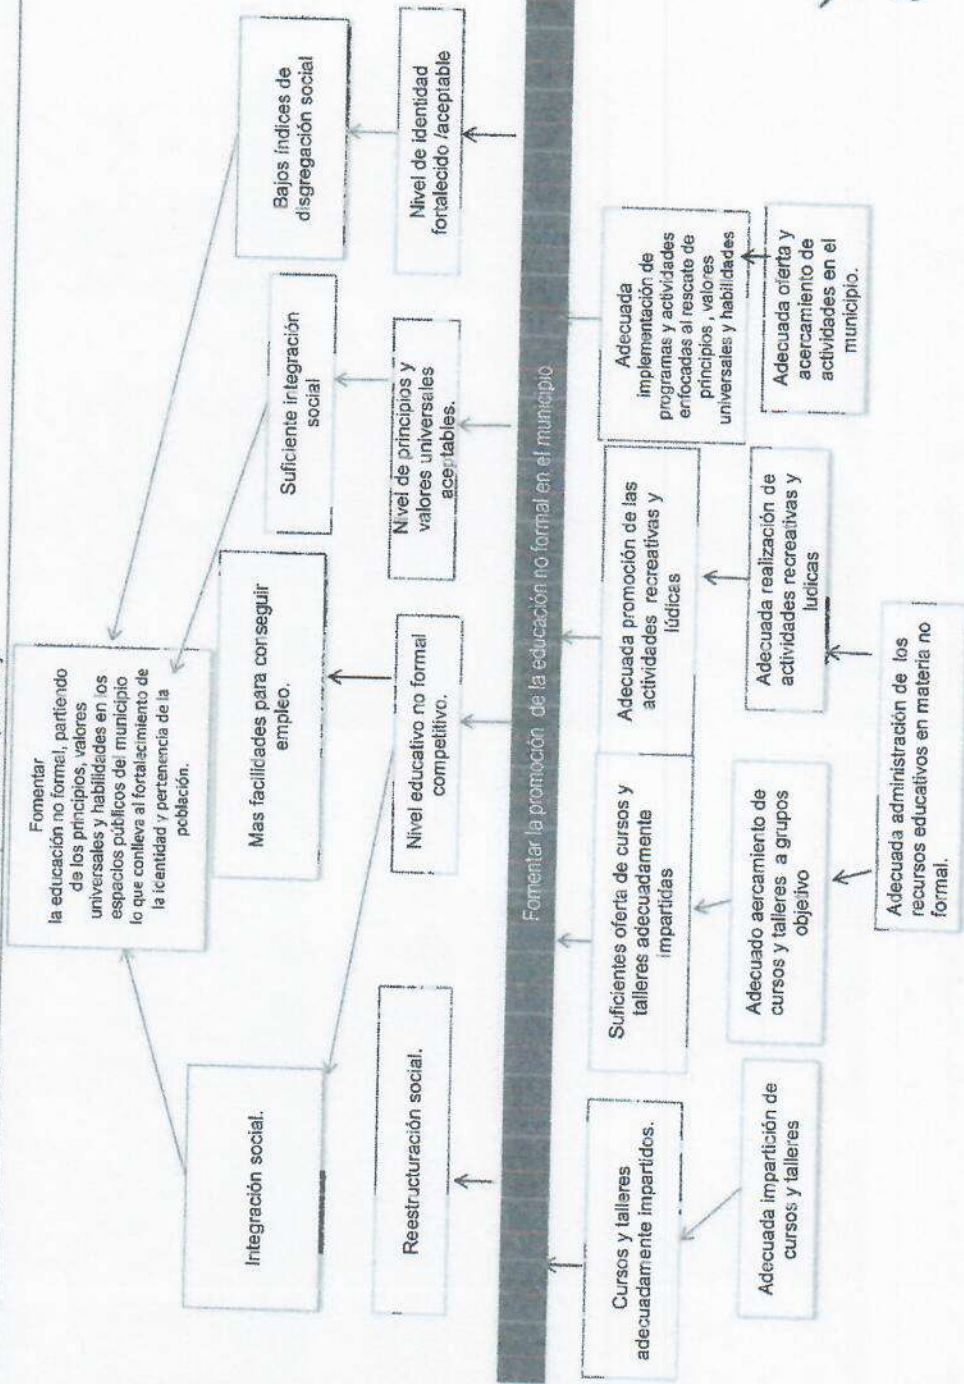 Fomentar
la educación no formal, partiendo
de los principios, valores
universales y habilidades en los
espacios públicos del municipio
lo que conlleva al fortalacimiento de
la identidad y pertenencia de la
población.
Integración social.
Mas facilidades para conseguir
empleo.
Suficiente integración
social
Bajos índices de
disgregación social
Reestructuración social.
Nivel educativo no formal
competitivo.
Nivel de principios y
valores universales
aceptables.
Nivel de identidad
fortalecido /aceptable
Fomentar la promoción de la educación no formal en el municipio
Cursos y talleres
adecuadamente impartidos.
Suficientes oferta de cursos y
talleres adecuadamente
impartidas
Adecuada promoción de las
actividades recreativas y
lúdicas
Adecuada
implementación de
programas y actividades
enfocadas al rescate de
principios , valores
universales y habilidades
Adecuada impartición de
cursos y talleres
Adecuado aercamiento de
cursos y talleres a grupos
objetivo
Adecuada realización de
actividades recreativas y
ludicas
Adecuada oferta y
acercamiento de
actividades en el
municipio.
Adecuada administración de los
recursos educativos en materia no
formal.